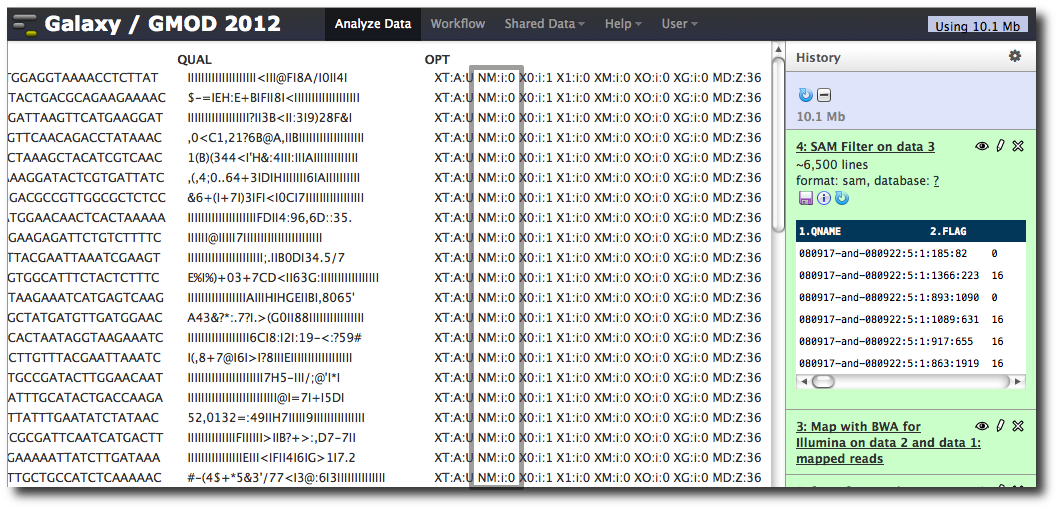 Galaxy / GMOD 2012
Analyze Data Workflow Shared Data Help User
Using 10.1 Mb
QUAL OPT
TGGAGGTAAAACCTCTTAT IIIIIIIIIIIIIIIIIIII<III@FI8A/I0II4I XT:A:U NM:i:0 X0:i:1 X1:i:0 XM:i:0 XO:i:0 XG:i:0 MD:Z:36
TACTGACGCAGAAGAAAAC $-=IEH:E+BIFII8I<IIIIIIIIIIIIIIIIIII XT:A:U NM:i:0 X0:i:1 X1:i:0 XM:i:0 XO:i:0 XG:i:0 MD:Z:36
GATTAAGTTCATGAAGGAT IIIIIIIIIIIIIIIIII?II3B<II:3I9)28F&I XT:A:U NM:i:0 X0:i:1 X1:i:0 XM:i:0 XO:i:0 XG:i:0 MD:Z:36
GTTCAACAGACCTATAAAC ,0<C1,21?6B@A,IIBIIIIIIIIIIIIIIIIIII XT:A:U NM:i:0 X0:i:1 X1:i:0 XM:i:0 XO:i:0 XG:i:0 MD:Z:36
CTAAAGCTACATCGTCAAC 1(B)(344<I'H&:4III:IIIAIIIIIIIIIIIII XT:A:U NM:i:0 X0:i:1 X1:i:0 XM:i:0 XO:i:0 XG:i:0 MD:Z:36
AAGGATACTCGTGATTATC ,(,4;0..64+3IDIHIIIIIII6IAIIIIIIIIII XT:A:U NM:i:0 X0:i:1 X1:i:0 XM:i:0 XO:i:0 XG:i:0 MD:Z:36
GACGCCGTTGGCGCTCTCC &6+(I+7I)3IFI<I0CI7IIIIIIIIIIIIIIIII XT:A:U NM:i:0 X0:i:1 X1:i:0 XM:i:0 XO:i:0 XG:i:0 MD:Z:36
ATGGAACAACTCACTAAAAA IIIIIIIIIIIIIIIIIIIIFDII4:96,6D::35. XT:A:U NM:i:0 X0:i:1 X1:i:0 XM:i:0 XO:i:0 XG:i:0 MD:Z:36
GAAGAGATTCTGTCTTTTC IIIIII@IIIII7IIIIIIIIIIIIIIIIIIIIIII XT:A:U NM:i:0 X0:i:1 X1:i:0 XM:i:0 XO:i:0 XG:i:0 MD:Z:36
TTACGAATTAAATCGAAGT IIIIIIIIIIIIIIIIIIIIII;.IIB0DI34.5/7 XT:A:U NM:i:0 X0:i:1 X1:i:0 XM:i:0 XO:i:0 XG:i:0 MD:Z:36
GTGGCATTTCTACTCTTTC E%I%)+03+7CD<II63G:IIIIIIIIIIIIIIIII XT:A:U NM:i:0 X0:i:1 X1:i:0 XM:i:0 XO:i:0 XG:i:0 MD:Z:36
TAAGAAATCATGAGTCAAG IIIIIIIIIIIIIIIIIAIIIHIHGEIIBI,8065' XT:A:U NM:i:0 X0:i:1 X1:i:0 XM:i:0 XO:i:0 XG:i:0 MD:Z:36
GCTATGATGTTGATGGAAC A43&?*:.7?I.>(G0II88IIIIIIIIIIIIIIII XT:A:U NM:i:0 X0:i:1 X1:i:0 XM:i:0 XO:i:0 XG:i:0 MD:Z:36
CACTAATAGGTAAGAAATC IIIIIIIIIIIIIIIIII6CI8:I2I:19-<:?59# XT:A:U NM:i:0 X0:i:1 X1:i:0 XM:i:0 XO:i:0 XG:i:0 MD:Z:36
CTTGTTTACGAATTAAATC I(,8+7@I6I>I?8IIIEIIIIIIIIIIIIIIIIII XT:A:U NM:i:0 X0:i:1 X1:i:0 XM:i:0 XO:i:0 XG:i:0 MD:Z:36
TGCCGATACTTGGAACAAT IIIIIIIIIIIIIIIIIIIIII7H5-III/;@'I*I XT:A:U NM:i:0 X0:i:1 X1:i:0 XM:i:0 XO:i:0 XG:i:0 MD:Z:36
ATTTGCATACTGACCAAGA IIIIIIIIIIIIIIIIIIIIIIIIII@I=7I+I5DI XT:A:U NM:i:0 X0:i:1 X1:i:0 XM:i:0 XO:i:0 XG:i:0 MD:Z:36
TTATTTGAATATCTATAAC 52,0132=:49IIH7IIIII9IIIIIIIIIIIIIII XT:A:U NM:i:0 X0:i:1 X1:i:0 XM:i:0 XO:i:0 XG:i:0 MD:Z:36
TCGCGATTCAATCATGACTT IIIIIIIIIIIIIIFIIIIII>IIB?+>:,D7-7II XT:A:U NM:i:0 X0:i:1 X1:i:0 XM:i:0 XO:i:0 XG:i:0 MD:Z:36
GAAAAATTATCTTGATAAA IIIIIIIIIIIIIIIIIEIII<IFII4I6IG>1I7.2 XT:A:U NM:i:0 X0:i:1 X1:i:0 XM:i:0 XO:i:0 XG:i:0 MD:Z:36
TTGCTGCCATCTCAAAAAC #-(4$+*5&3'/77<I3@:6I3IIIIIIIIIIIIII XT:A:U NM:i:0 X0:i:1 X1:i:0 XM:i:0 XO:i:0 XG:i:0 MD:Z:36
History
10.1 Mb
4: SAM Filter on data 3
~6,500 lines
format: sam, database: ?
1.QNAME 2.FLAG
080917-and-080922:5:1:185:82 0
080917-and-080922:5:1:1366:223 16
080917-and-080922:5:1:893:1090 0
080917-and-080922:5:1:1089:631 16
080917-and-080922:5:1:917:655 16
080917-and-080922:5:1:863:1919 16
3: Map with BWA for
Illumina on data 2 and data 1:
mapped reads